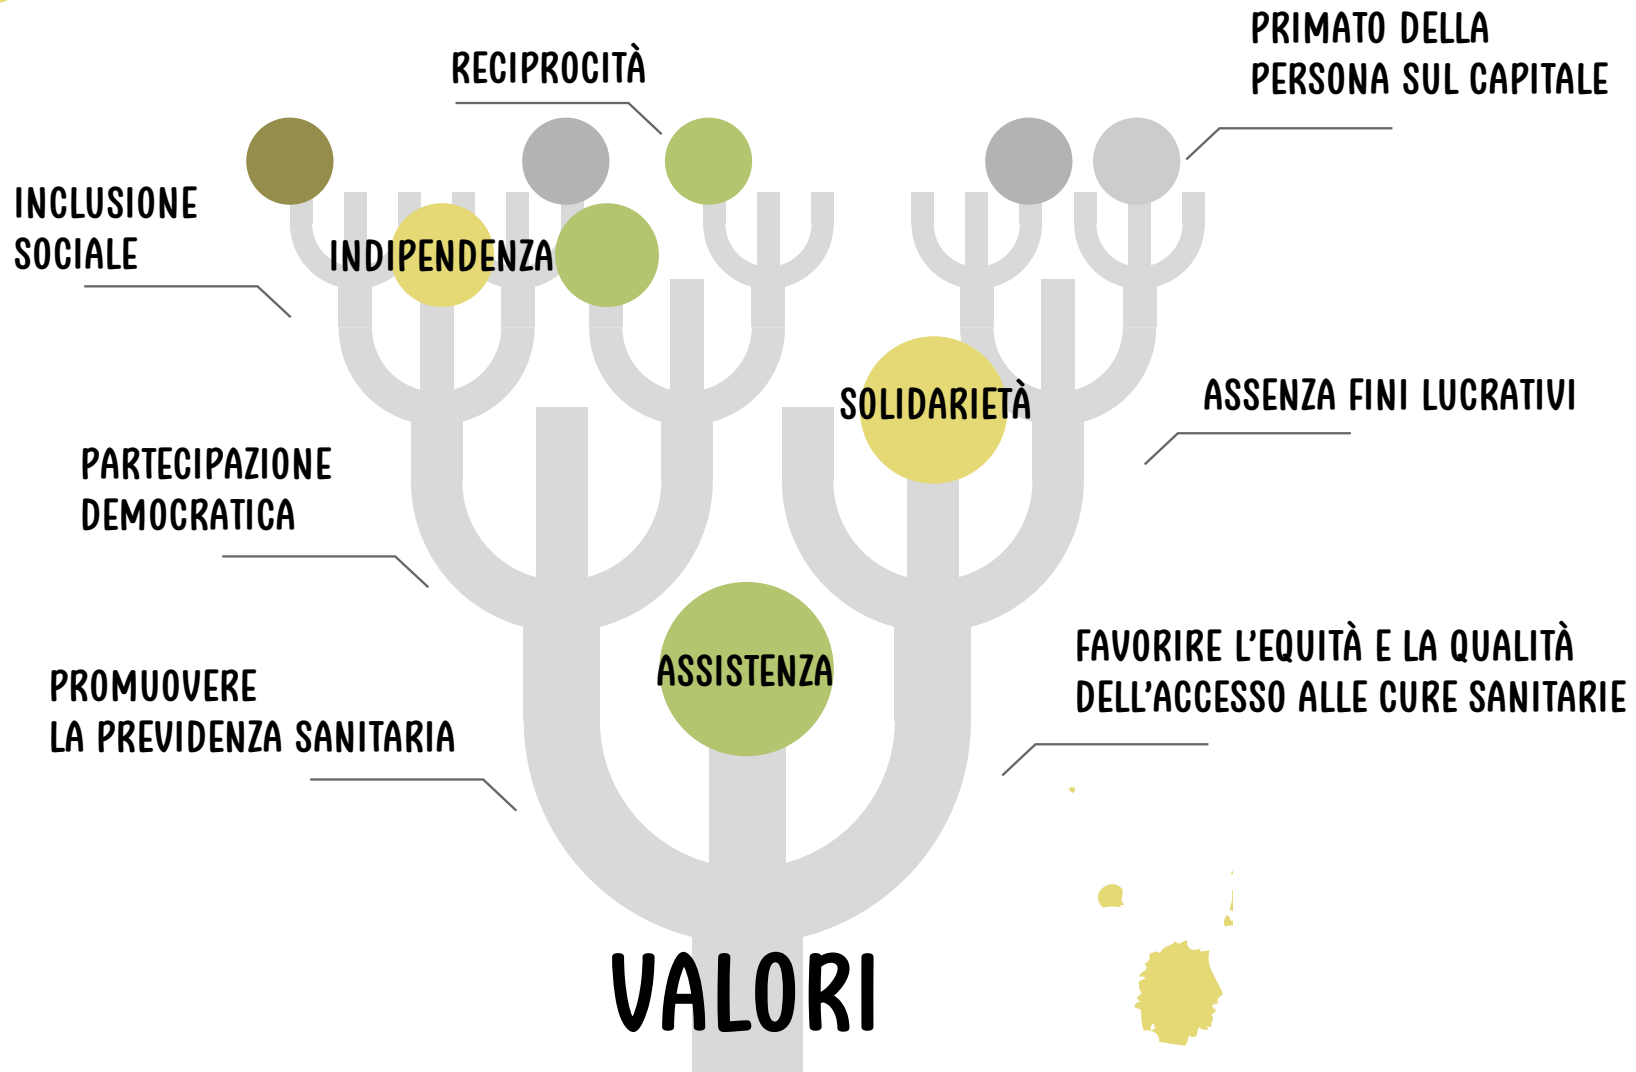 PRIMATO DELLA
PERSONA SUL CAPITALE
RECIPROCITÀ
INCLUSIONE
SOCIALE
INDIPENDENZA
SOLIDARIETÀ
ASSENZA FINI LUCRATIVI
PARTECIPAZIONE
DEMOCRATICA
ASSISTENZA
FAVORIRE L'EQUITÀ E LA QUALITÀ
DELL'ACCESSO ALLE CURE SANITARIE
PROMUOVERE
LA PREVIDENZA SANITARIA
VALORI